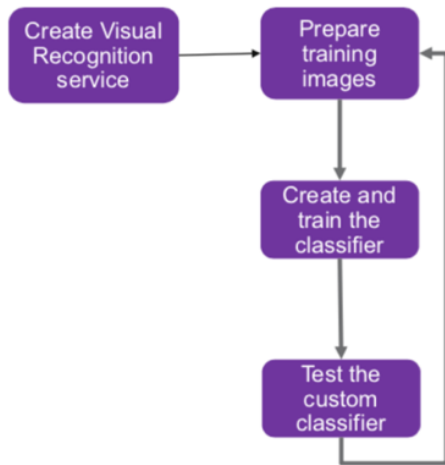 Create Visual
Recognition
service
Prepare
training
images
Create and
train the
classifier
Test the
custom
classifier